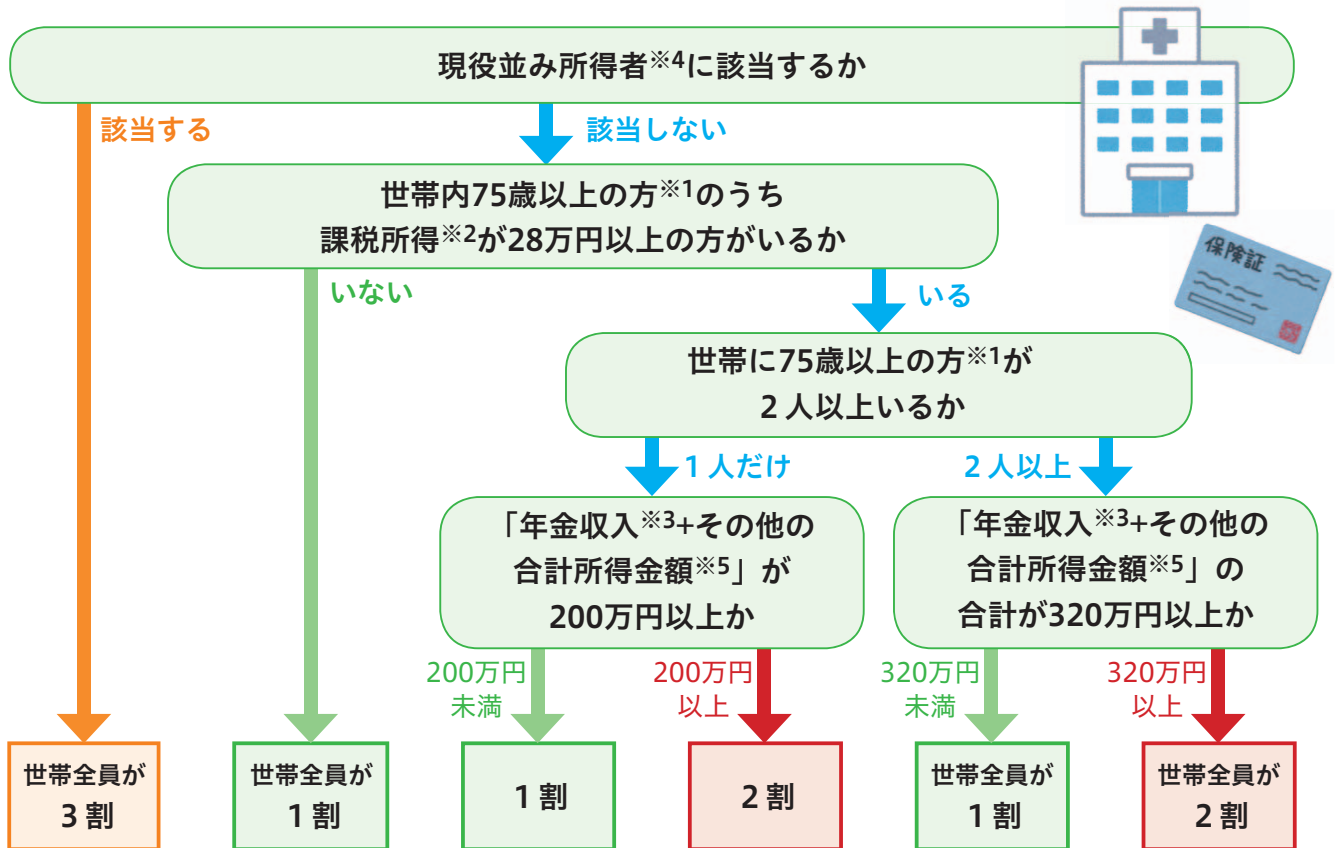 現役並み所得者※4に該当するか
該当する
該当しない
世帯内75歳以上の方※1のうち
課税所得※2が28万円以上の方がいるか
保険証
いない
いる
世帯に75歳以上の方※1が
2人以上いるか
1人だけ
2人以上
「年金収入※3+その他の
合計所得金額※5」が
200万円以上か
「年金収入※3+その他の
合計所得金額※5」の
合計が320万円以上か
200万円
未満
200万円
以上
320万円
未満
320万円
以上
世帯全員が
3割
世帯全員が
1割
1割
2割
世帯全員が
1割
世帯全員が
2割